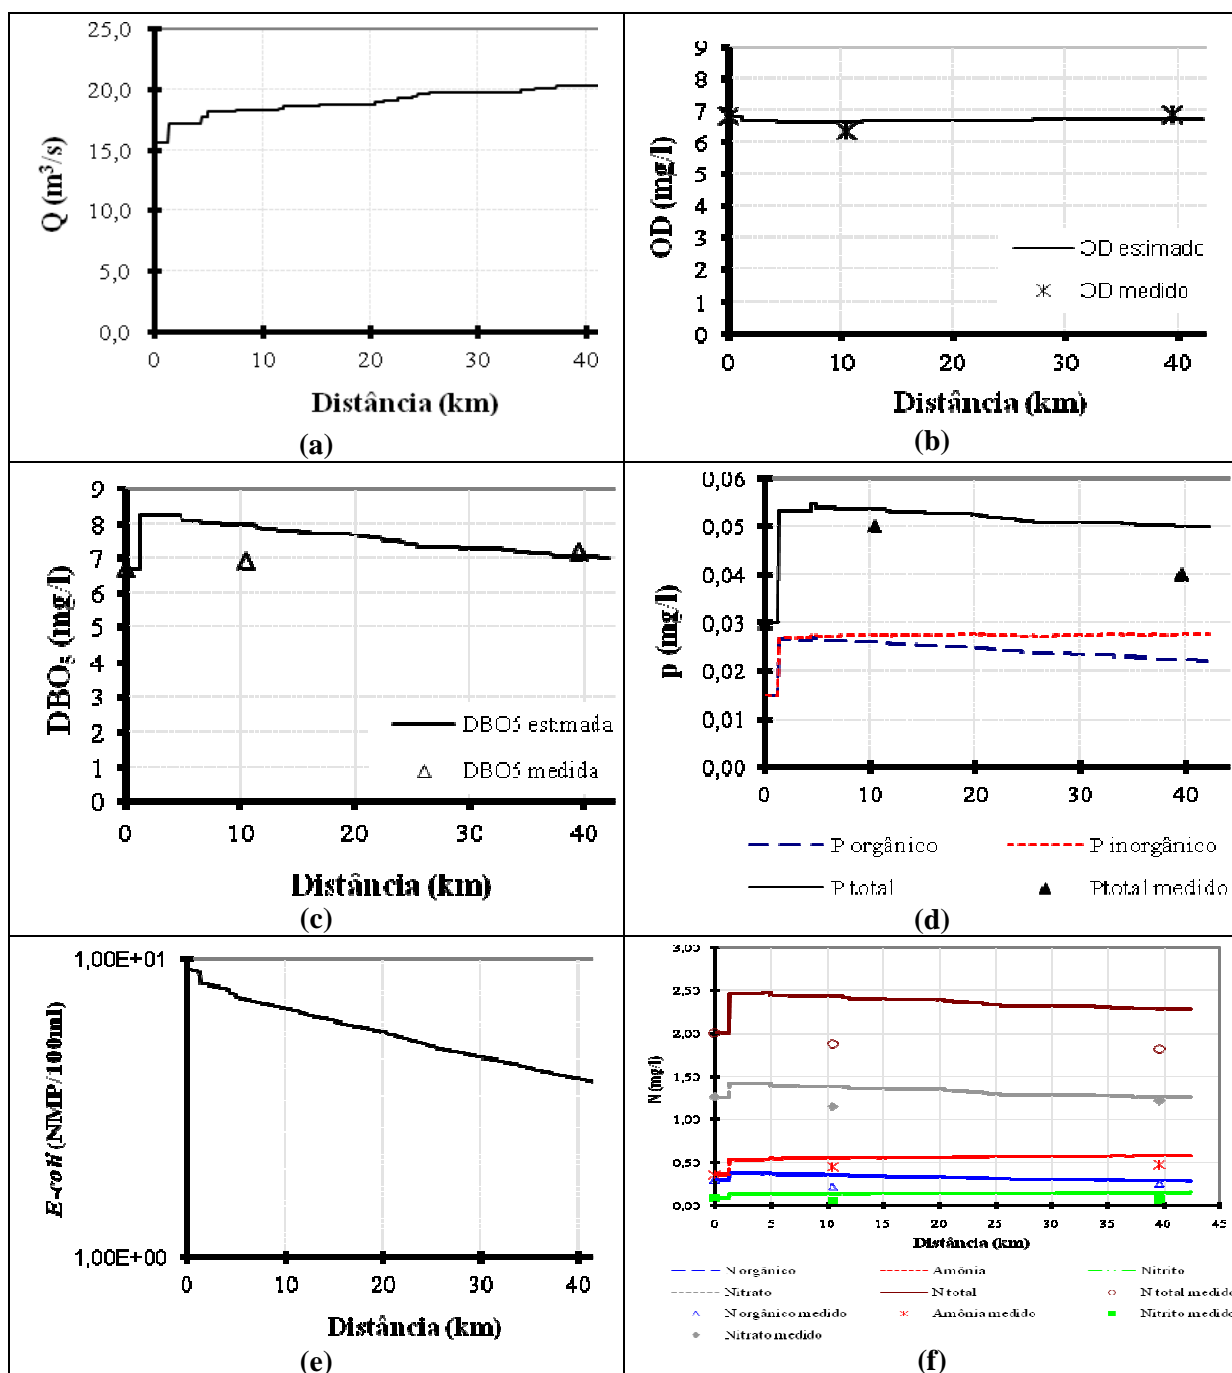 25,0
20,0
15,0
10,0
5,0
0,0
0 10 20 30 40
Q (m³/s)
Distância (km)
(a)
9
8
7
6
5
4
3
2
1
0
0 10 20 30 40
OD (mg/l)
OD estimado
OD medido
Distância (km)
(b)
9
8
7
6
5
4
3
2
1
0
0 10 20 30 40
DBO₅ (mg/l)
DBO5 estimada
DBO5 medida
Distância (km)
(c)
0,06
0,05
0,04
0,03
0,02
0,01
0,00
0 10 20 30 40
p (mg/l)
P orgânico P inorgânico
P total Ptotal medido
(d)
1,00E+01
1,00E+00
0 10 20 30 40
E-coli (NMP/100ml)
Distância (km)
(e)
3,00
2,50
2,00
1,50
1,00
0,50
0,00
0 5 10 15 20 25 30 35 40 45
N (mg/l)
Distância (km)
N orgânico Amônia Nitrito
Nitrato N total N total medido
N orgânico medido Amônia medido Nitrito medido
Nitrato medido
(f)